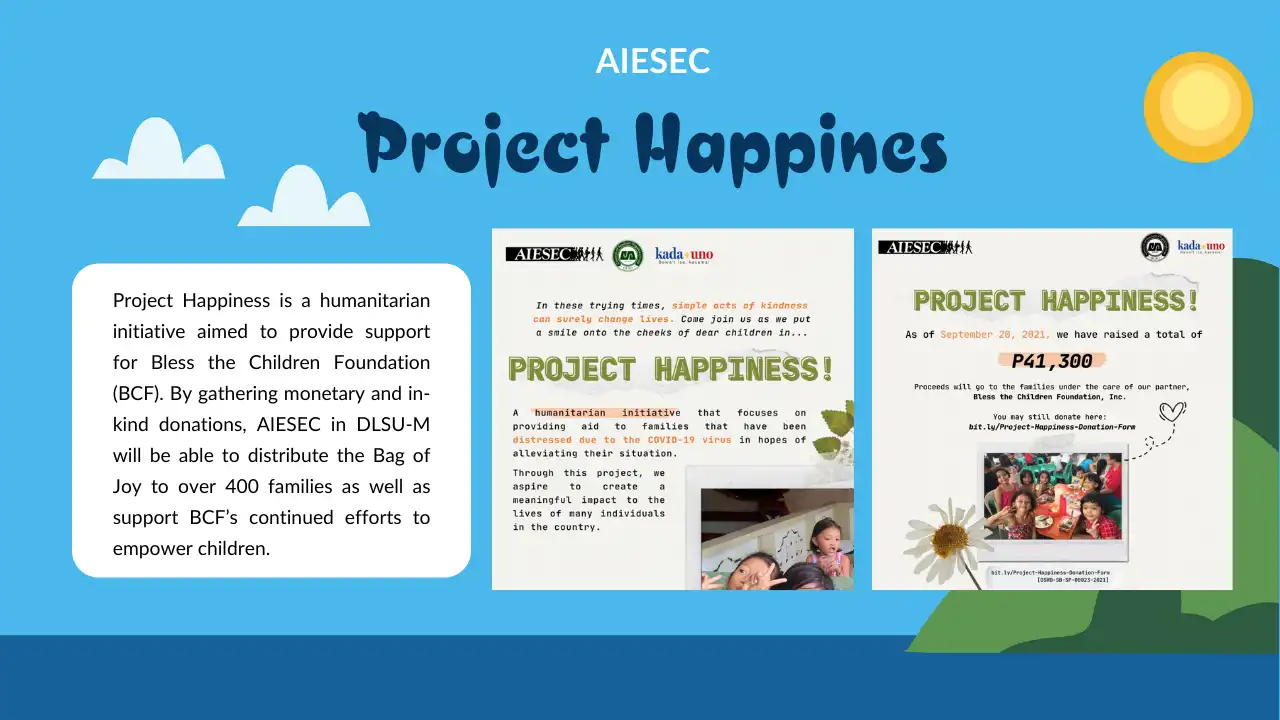 AIESEC
Project Happines
Project Happiness is a humanitarian
initiative aimed to provide support
for Bless the Children Foundation
(BCF). By gathering monetary and in-
kind donations, AIESEC in DLSU-M
will be able to distribute the Bag of
Joy to over 400 families as well as
support BCF’s continued efforts to
empower children.
AIESEC
kada uno
In these trying times, simple acts of kindness
can surely change lives. Come join us as we put
a smile onto the cheeks of dear children in...
PROJECT HAPPINESS!
A humanitarian initiative that focuses on
providing aid to families that have been
distressed due to the COVID-19 virus in hopes of
alleviating their situation.
Through this project, we
aspire to create a
meaningful impact to the
lives of many individuals
in the country.
AIESEC
kada uno
PROJECT HAPPINESS!
As of September 20, 2021, we have raised a total of
P41,300
Proceeds will go to the families under the care of our partner,
Bless the Children Foundation, Inc.
You may still donate here:
bit.ly/Project-Happiness-Donation-Form
bit.ly/Project-Happiness-Donation-Form